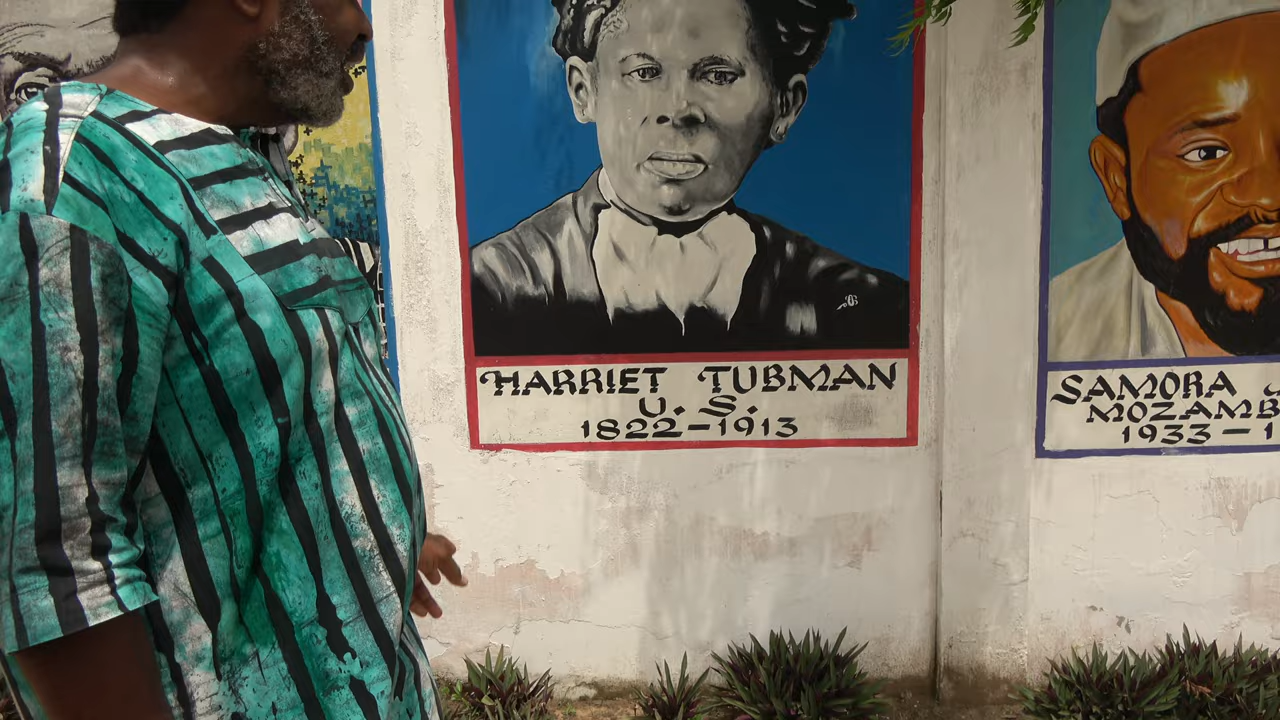 HARRIET TUBMAN
U. S.
1822-1913
SAMORA
MOZAMB
1933-1